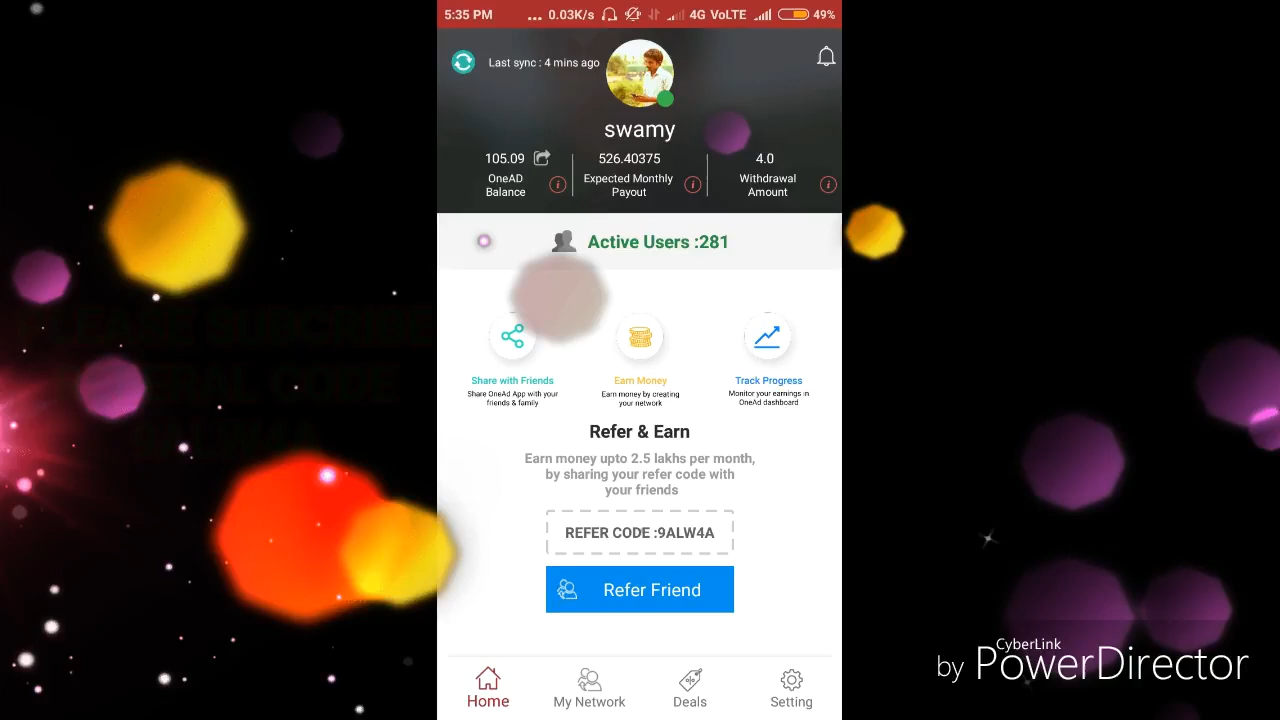 5:35 PM ... 0.03K/s 4G VoLTE 49%
Last sync : 4 mins ago
swamy
105.09 526.40375 4.0
OneAD Balance Expected Monthly Payout Withdrawal Amount
Active Users :281
Share with Friends Earn Money Track Progress
Share OneAd App with your friends & family Earn money by creating your network Monitor your earnings in OneAd dashboard
Refer & Earn
Earn money upto 2.5 lakhs per month,
by sharing your refer code with
your friends
REFER CODE :9ALW4A
Refer Friend
Home My Network Deals Setting
CyberLink
by PowerDirector